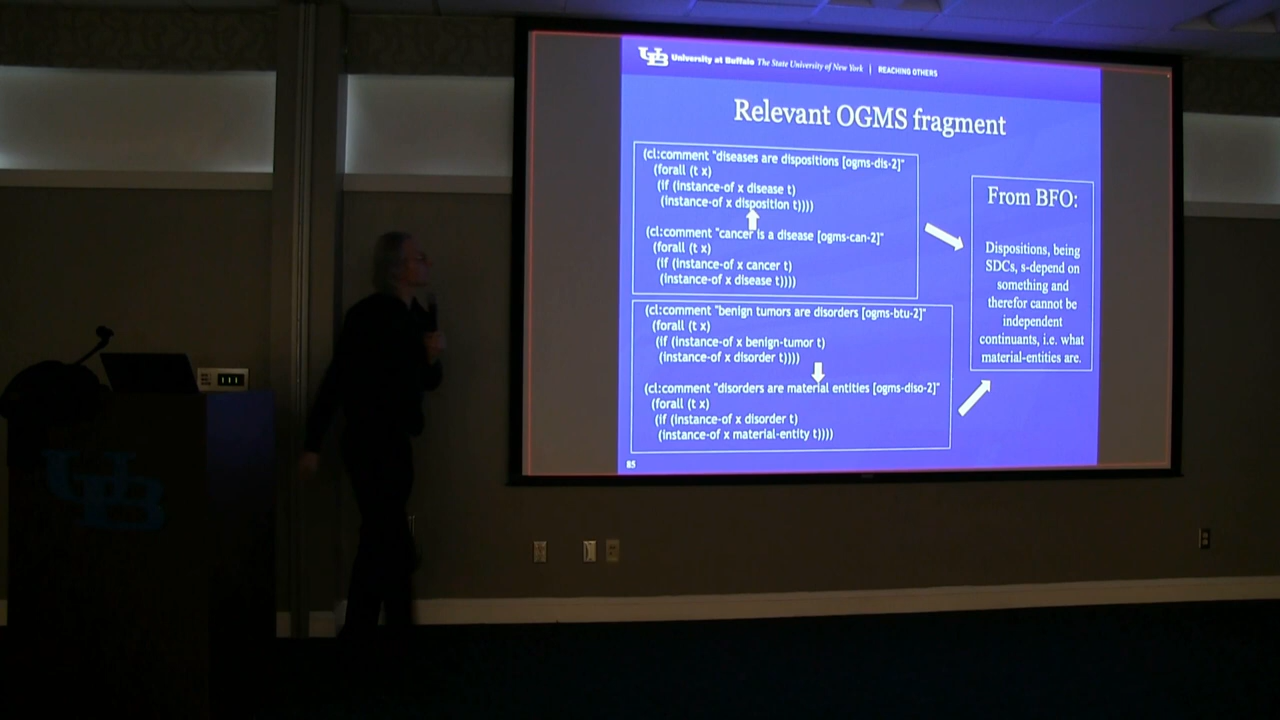 UB University at Buffalo The State University of New York | REACHING OTHERS
Relevant OGMS fragment
(cl:comment "diseases are dispositions [ogms-dis-2]"
(forall (t x)
(if (instance-of x disease t)
(instance-of x disposition t))))
(cl:comment "cancer is a disease [ogms-can-2]"
(forall (t x)
(if (instance-of x cancer t)
(instance-of x disease t))))
(cl:comment "benign tumors are disorders [ogms-btu-2]"
(forall (t x)
(if (instance-of x benign-tumor t)
(instance-of x disorder t))))
(cl:comment "disorders are material entities [ogms-diso-2]"
(forall (t x)
(if (instance-of x disorder t)
(instance-of x material-entity t))))
From BFO:
Dispositions, being
SDCs, s-depend on
something and
therefor cannot be
independent
continuants, i.e. what
material-entities are.
85
UB